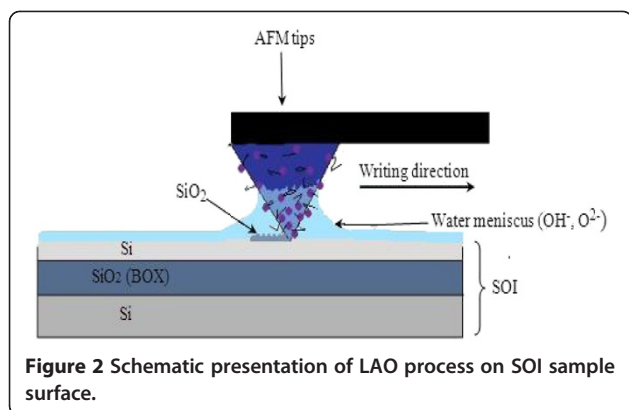 AFM tips
Writing direction
SiO₂
Water meniscus (OH⁻, O²⁻)
Si
SiO₂ (BOX)
SOI
Si
Figure 2 Schematic presentation of LAO process on SOI sample
surface.